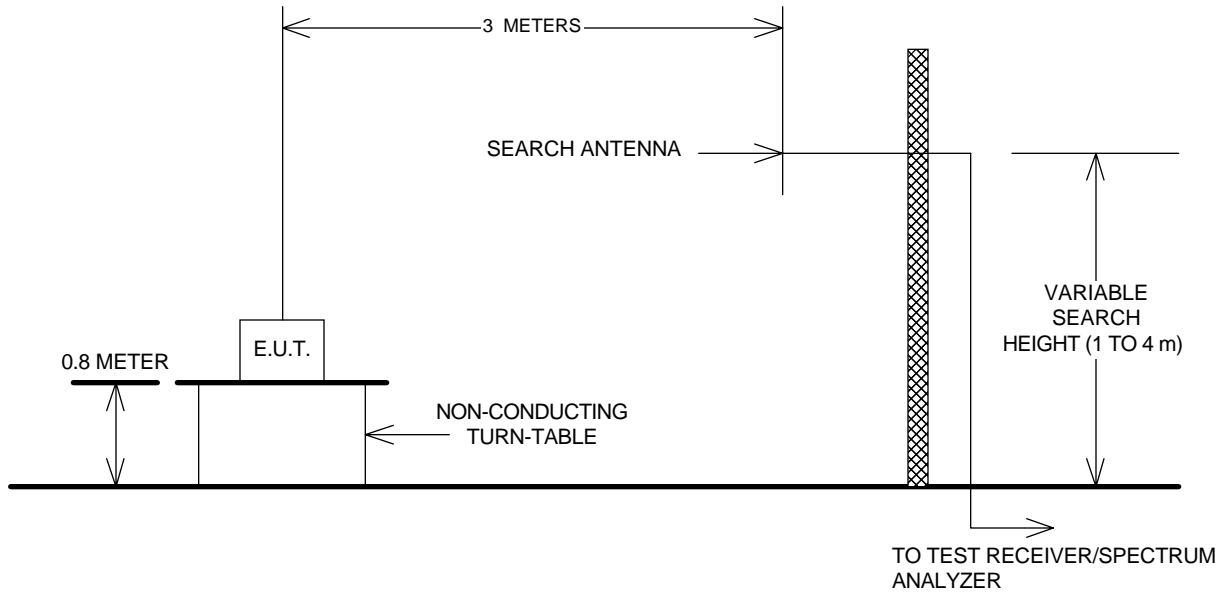 3 METERS
SEARCH ANTENNA
VARIABLE
SEARCH
HEIGHT (1 TO 4 m)
E.U.T.
0.8 METER
NON-CONDUCTING
TURN-TABLE
TO TEST RECEIVER/SPECTRUM
ANALYZER